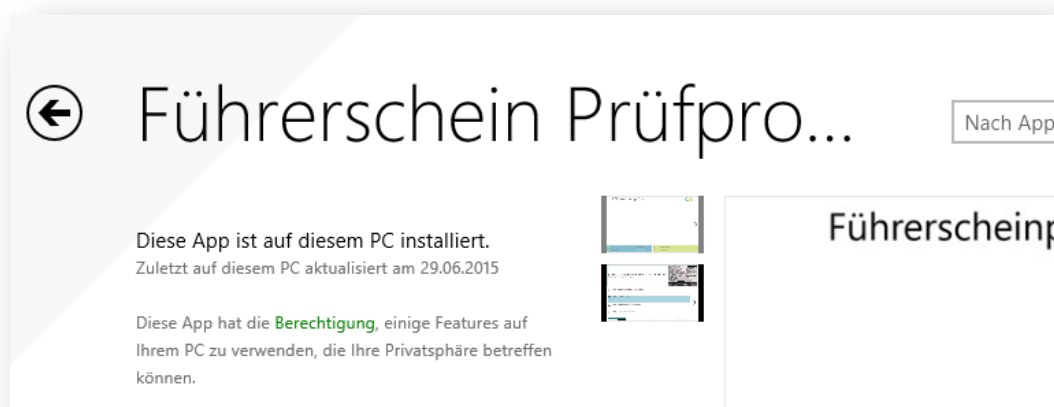 Führerschein Prüfpro...
Nach App
Diese App ist auf diesem PC installiert.
Zuletzt auf diesem PC aktualisiert am 29.06.2015
Diese App hat die Berechtigung, einige Features auf
Ihrem PC zu verwenden, die Ihre Privatsphäre betreffen
können.
Führerscheinp